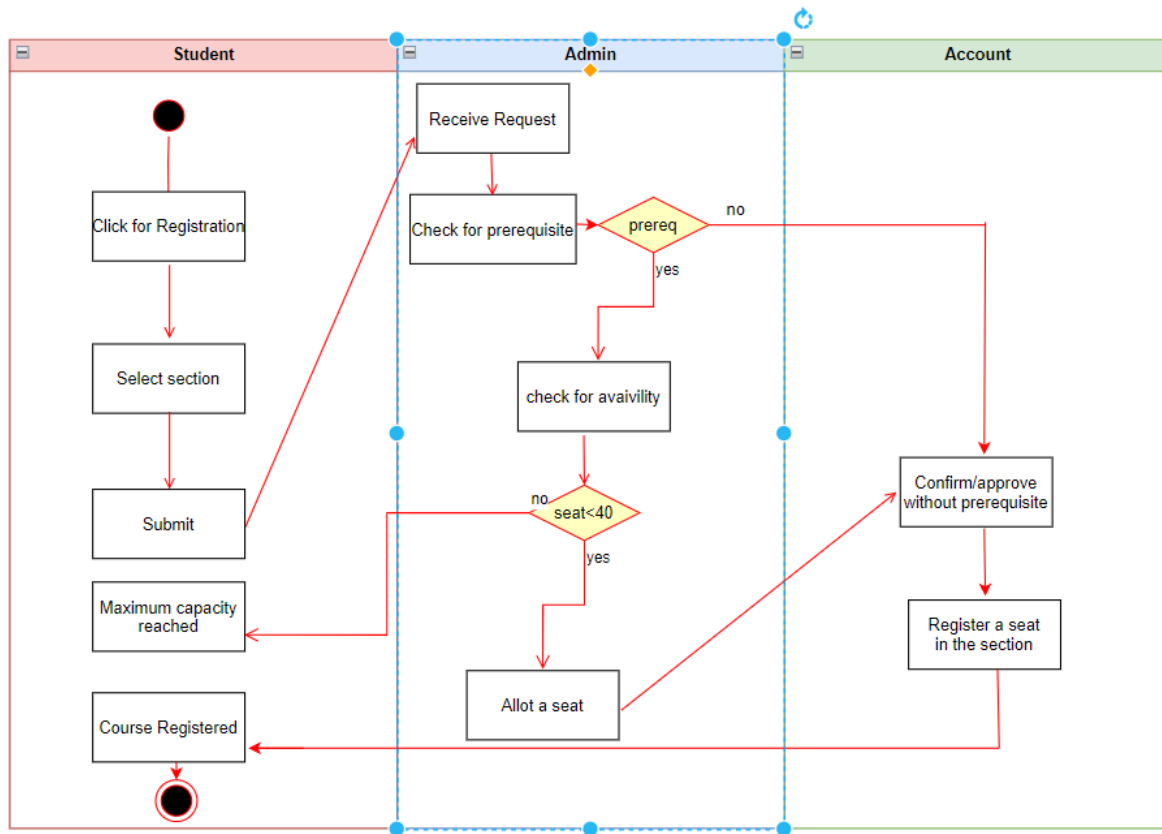 Student
Admin
Account
Receive Request
Click for Registration
Check for prerequisite
prereq
no
yes
Select section
check for avaivility
Submit
no
seat<40
yes
Confirm/approve
without prerequisite
Maximum capacity
reached
Register a seat
in the section
Allot a seat
Course Registered